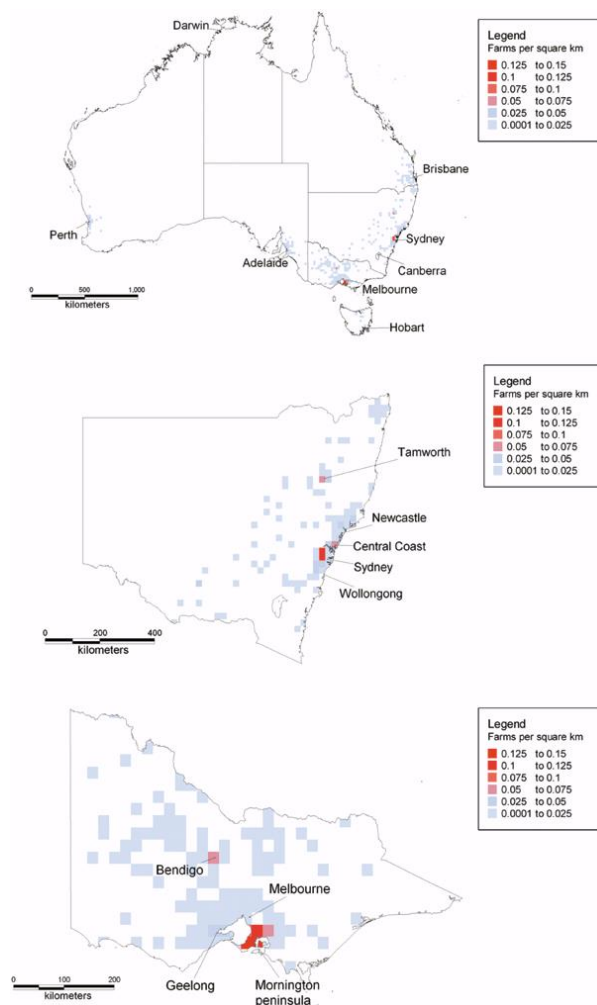 Darwin
Legend
Farms per square km
0.125 to 0.15
0.1 to 0.125
0.075 to 0.1
0.05 to 0.075
0.025 to 0.05
0.0001 to 0.025
Brisbane
Perth
Sydney
Adelaide
Canberra
Melbourne
0 500 1,000
kilometers
Hobart
Legend
Farms per square km
0.125 to 0.15
0.1 to 0.125
0.075 to 0.1
0.05 to 0.075
0.025 to 0.05
0.0001 to 0.025
Tamworth
Newcastle
Central Coast
Sydney
Wollongong
0 200 400
kilometers
Legend
Farms per square km
0.125 to 0.15
0.1 to 0.125
0.075 to 0.1
0.05 to 0.075
0.025 to 0.05
0.0001 to 0.025
Bendigo
Melbourne
0 100 200
kilometers
Geelong
Mornington
peninsula